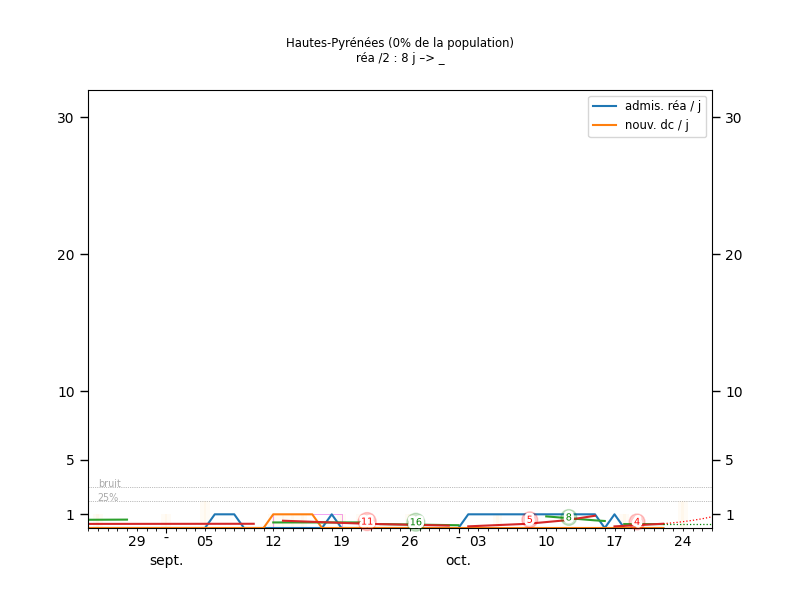 Hautes-Pyrénées (0% de la population)
réa /2 : 8 j –> _
admis. réa / j
nouv. dc / j
30 30
20 20
10 10
5 5
bruit
25%
1 1
11 16 5 8 4
29 - 05 12 19 26 - 03 10 17 24
sept. oct.